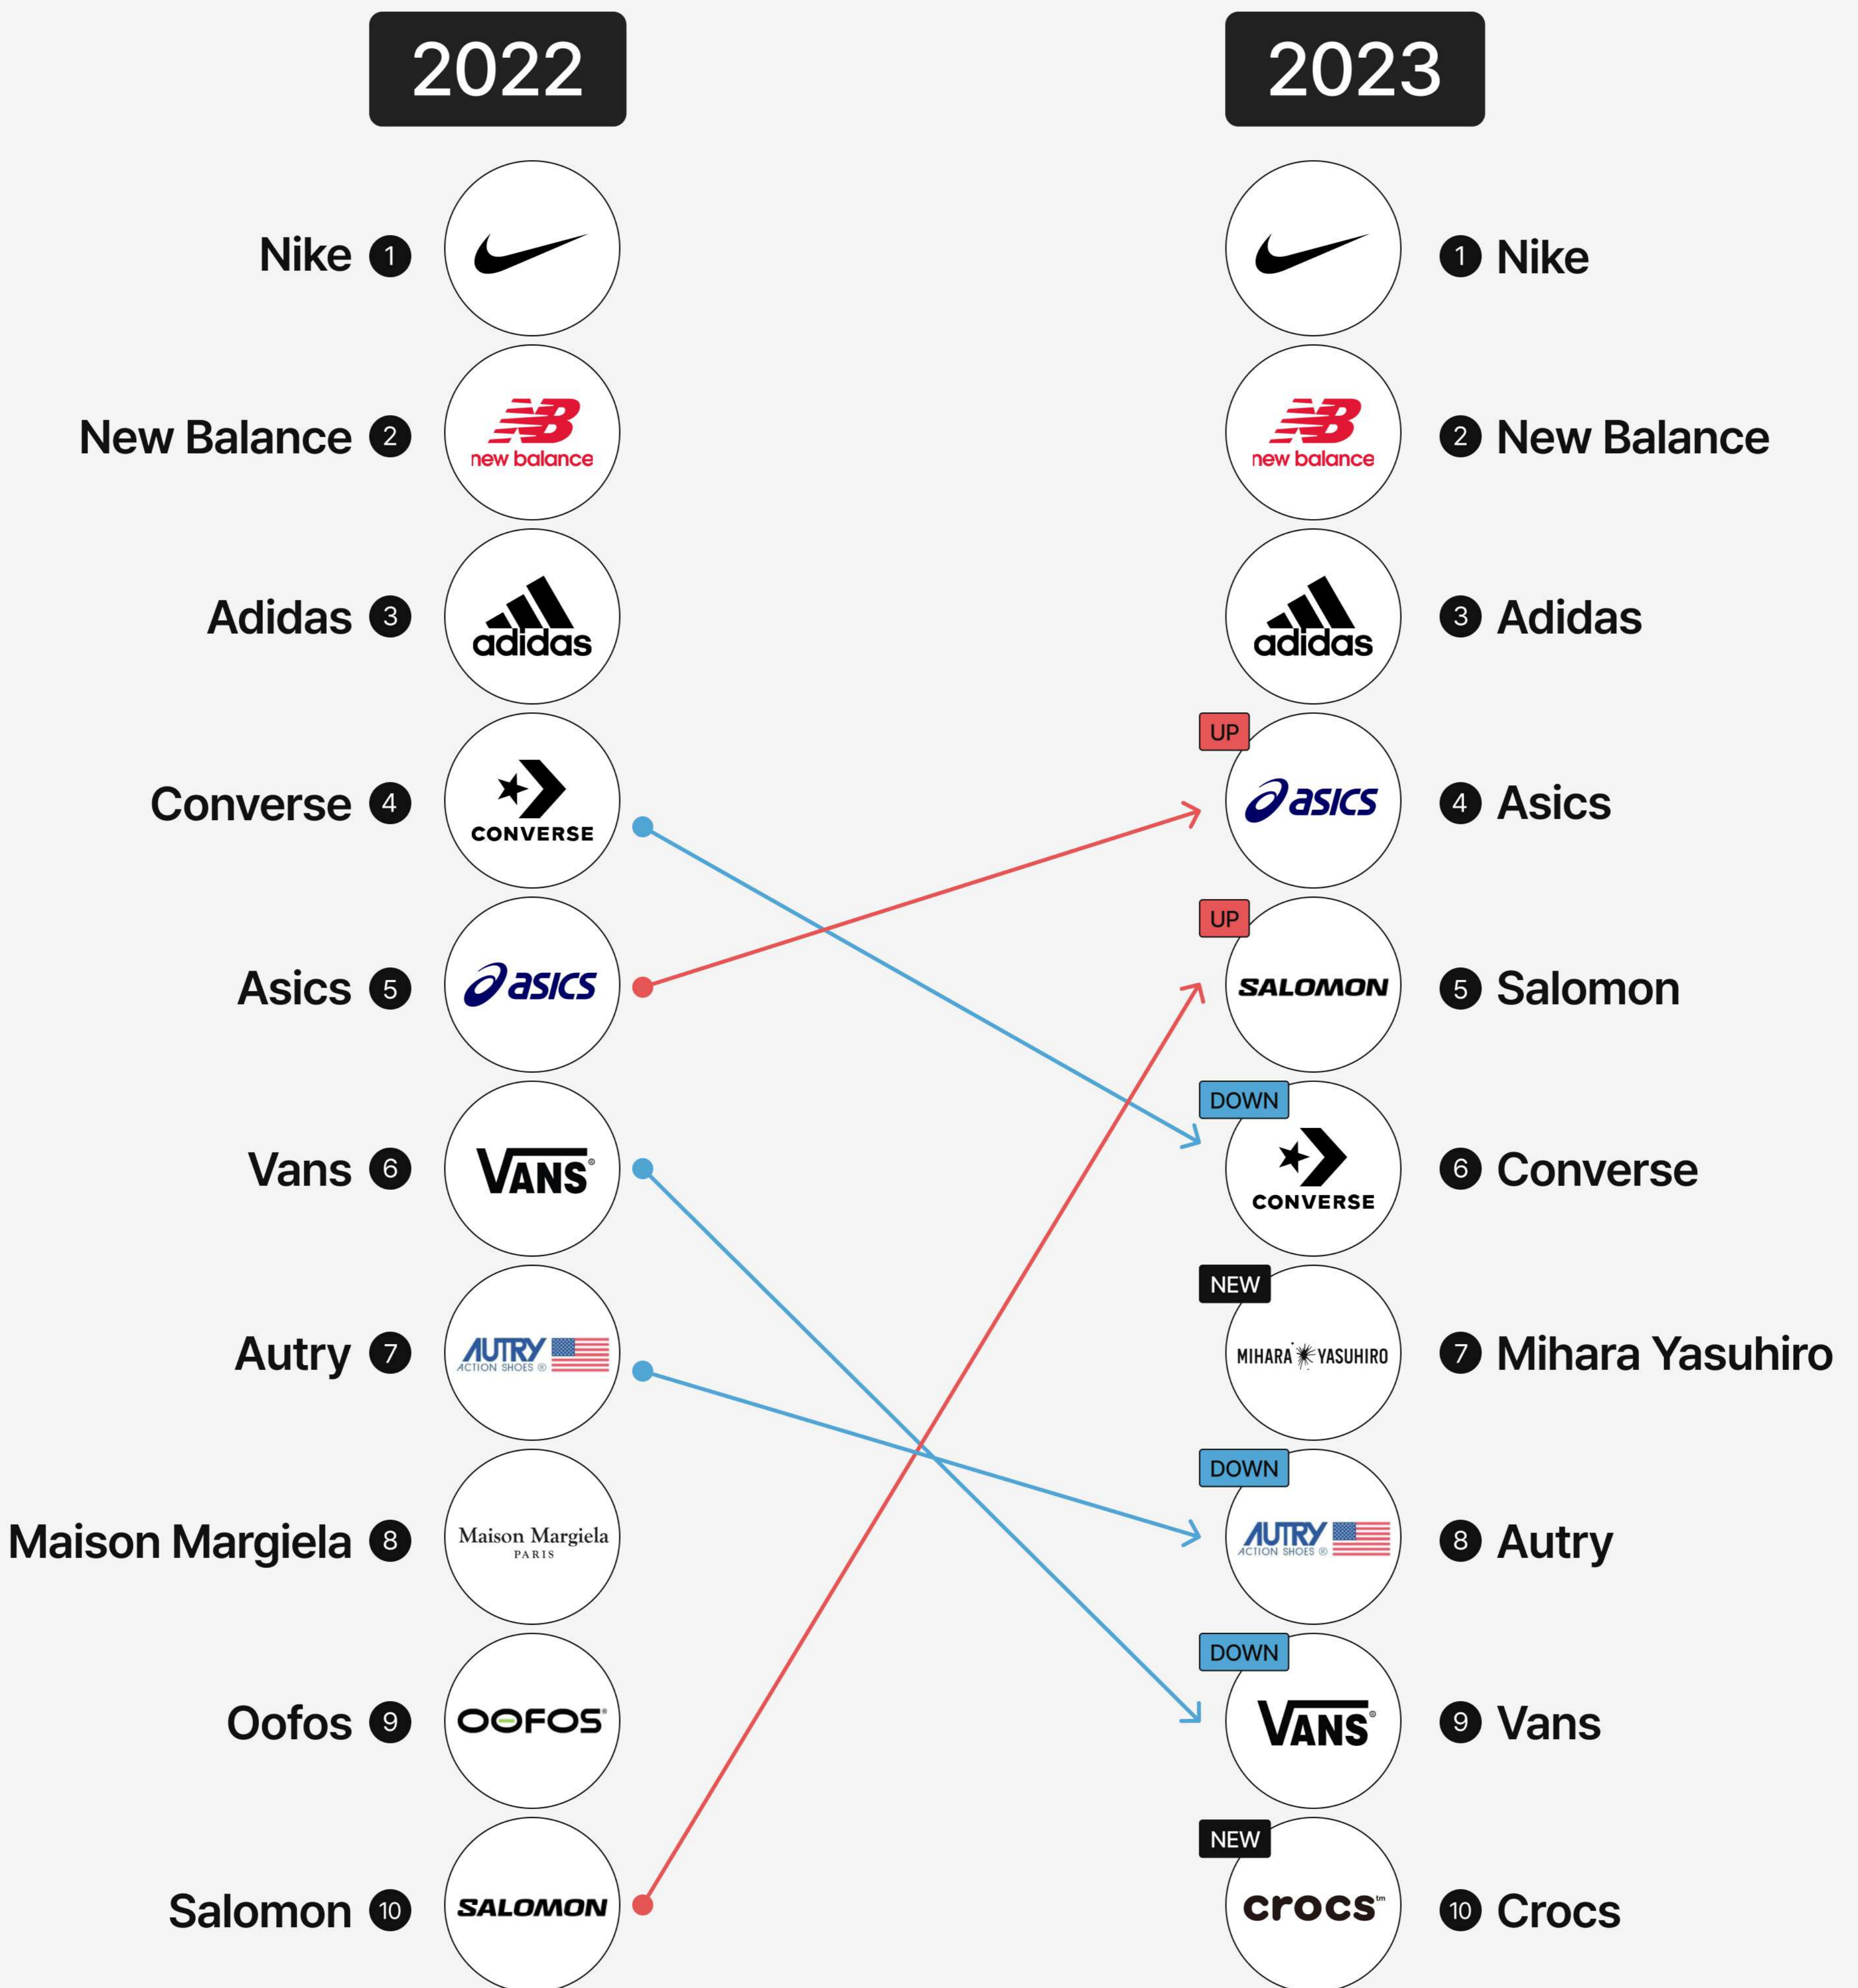 2022
2023
Nike 1
1 Nike
New Balance 2
new balance
new balance
2 New Balance
Adidas 3
adidas
adidas
3 Adidas
Converse 4
CONVERSE
UP
asics
4 Asics
Asics 5
asics
UP
SALOMON
5 Salomon
Vans 6
VANS®
DOWN
CONVERSE
6 Converse
Autry 7
AUTRY
ACTION SHOES ®
NEW
MIHARA YASUHIRO
7 Mihara Yasuhiro
Maison Margiela 8
Maison Margiela
PARIS
DOWN
AUTRY
ACTION SHOES ®
8 Autry
Oofos 9
OOFOS®
DOWN
VANS®
9 Vans
Salomon 10
SALOMON
NEW
crocs™
10 Crocs